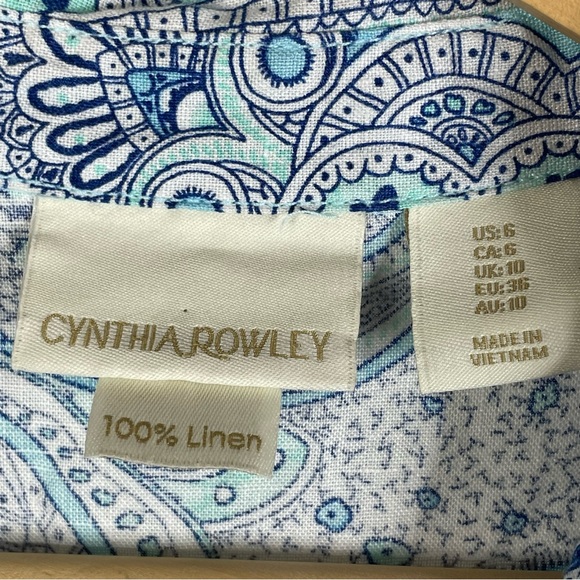 CYNTHIA ROWLEY
100% Linen
US: 6
CA: 6
UK: 10
EU: 36
AU: 10
MADE IN
VIETNAM